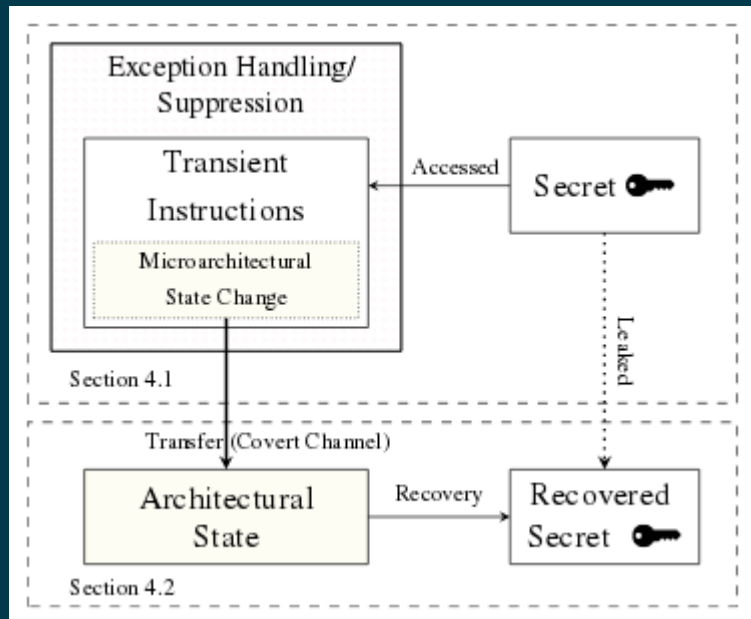 Exception Handling/
Suppression
Transient
Instructions
Microarchitectural
State Change
Accessed
Secret
Leaked
Section 4.1
Transfer (Covert Channel)
Architectural
State
Recovery
Recovered
Secret
Section 4.2